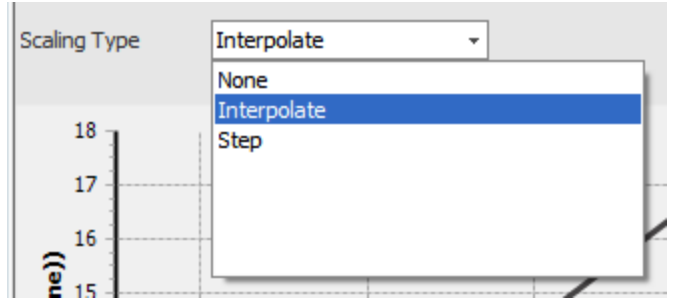 Scaling Type
Interpolate
None
Interpolate
Step
18
17
16
15
ne))